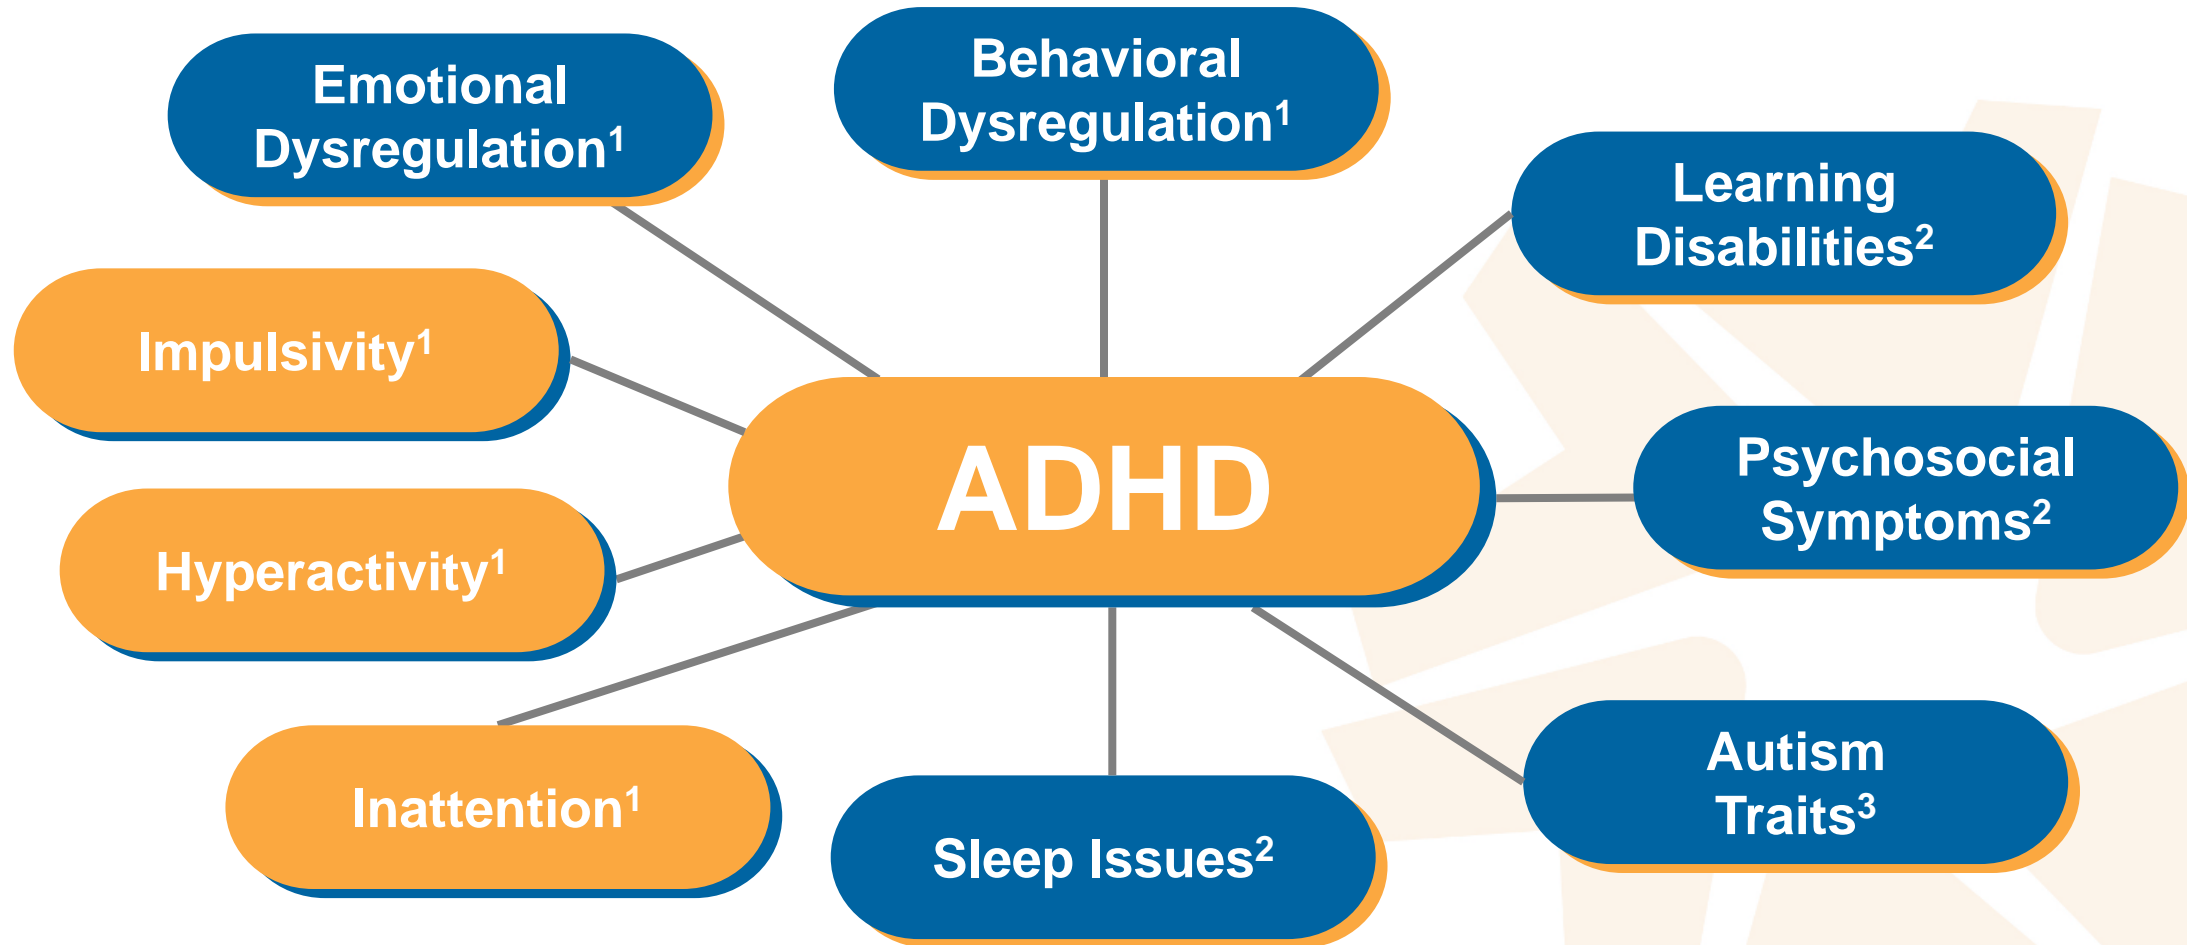 Emotional
Dysregulation¹
Behavioral
Dysregulation¹
Learning
Disabilities²
Impulsivity¹
ADHD
Psychosocial
Symptoms²
Hyperactivity¹
Inattention¹
Sleep Issues²
Autism
Traits³